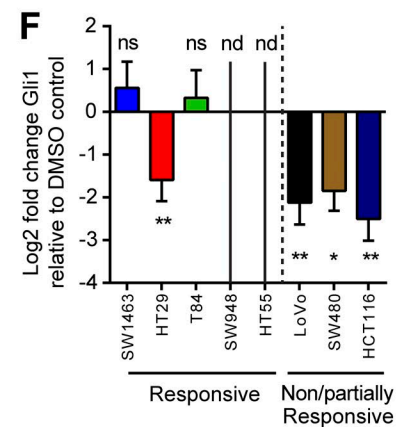 F
Log2 fold change Gli1
relative to DMSO control
2
1
0
-1
-2
-3
-4
ns
ns
nd
nd
**
**
*
**
SW1463
HT29
T84
SW948
HT55
LoVo
SW480
HCT116
Responsive
Non/partially
Responsive